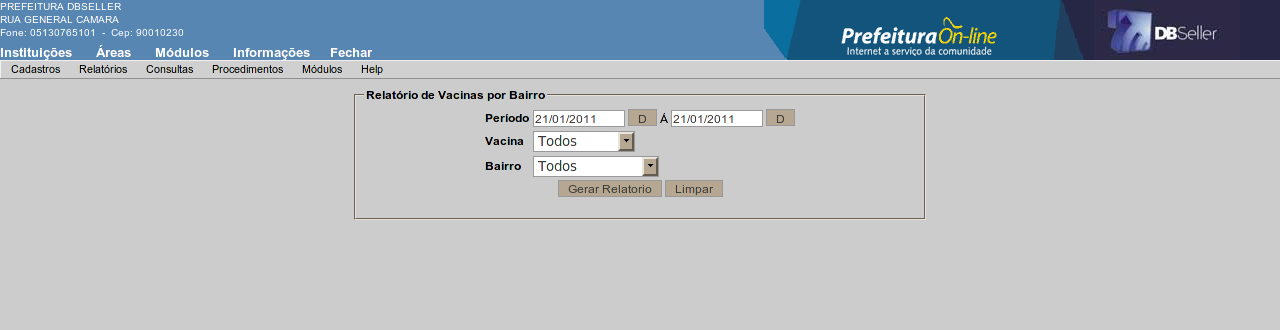 PREFEITURA DBSELLER
RUA GENERAL CAMARA
Fone: 05130765101 - Cep: 90010230
Prefeitura On-line
Internet a serviço da comunidade
DBSeller
Instituições Áreas Módulos Informações Fechar
Cadastros Relatórios Consultas Procedimentos Módulos Help
Relatório de Vacinas por Bairro
Período 21/01/2011 D Á 21/01/2011 D
Vacina Todos
Bairro Todos
Gerar Relatorio Limpar